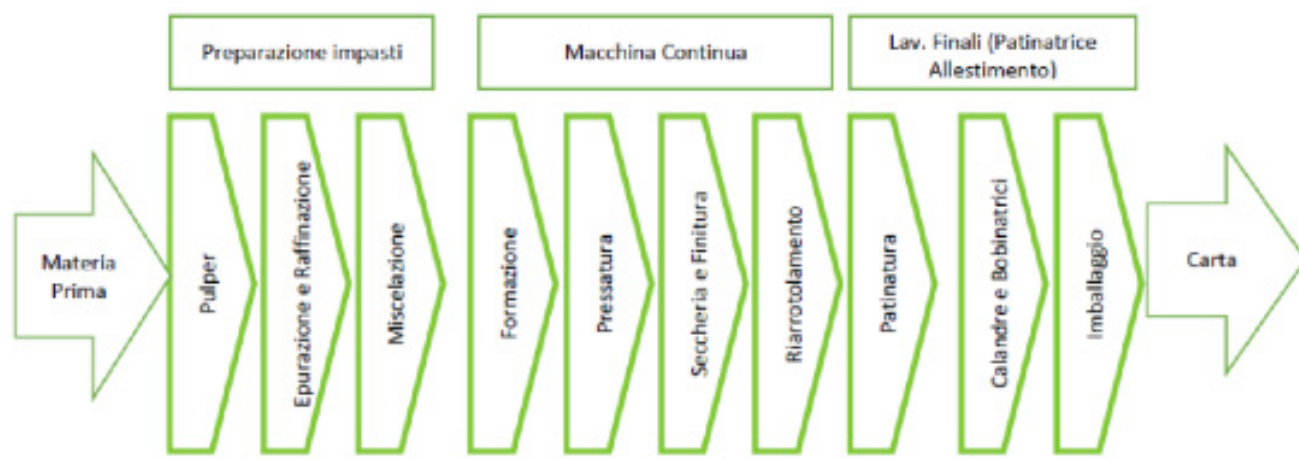 Preparazione impasti
Macchina Continua
Lav. Finali (Patinatrice
Allestimento)
Materia
Prima
Pulper
Epurazione e Raffinazione
Miscelazione
Formazione
Pressatura
Seccheria e Finitura
Riarrotolamento
Patinatura
Calandre e Bobinatrici
Imballaggio
Carta